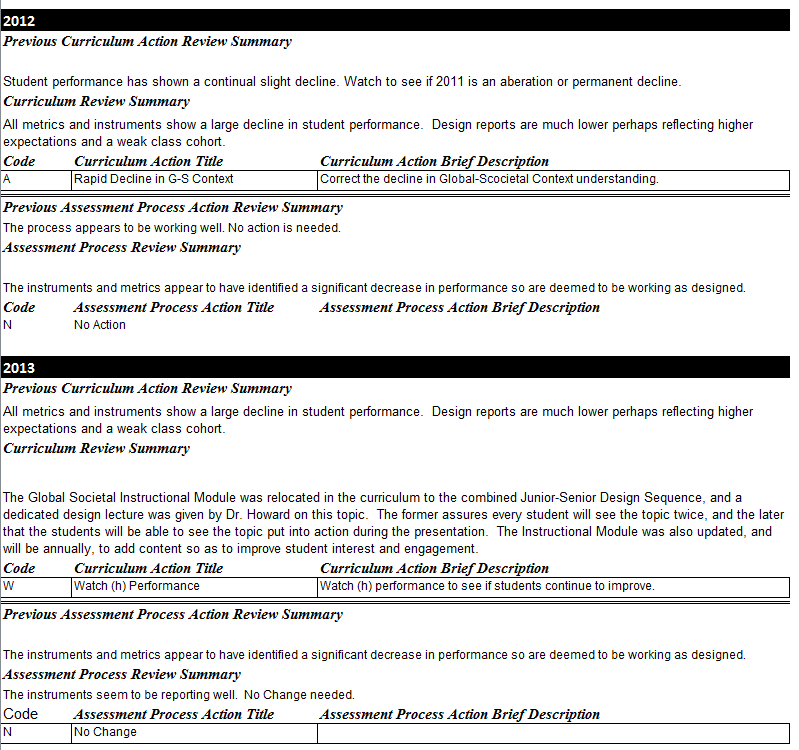 2012
Previous Curriculum Action Review Summary
Student performance has shown a continual slight decline. Watch to see if 2011 is an aberation or permanent decline.
Curriculum Review Summary
All metrics and instruments show a large decline in student performance.  Design reports are much lower perhaps reflecting higher
expectations and a weak class cohort.
Code Curriculum Action Title Curriculum Action Brief Description
A Rapid Decline in G-S Context Correct the decline in Global-Scocietal Context understanding.
Previous Assessment Process Action Review Summary
The process appears to be working well. No action is needed.
Assessment Process Review Summary
The instruments and metrics appear to have identified a significant decrease in performance so are deemed to be working as designed.
Code Assessment Process Action Title Assessment Process Action Brief Description
N No Action
2013
Previous Curriculum Action Review Summary
All metrics and instruments show a large decline in student performance.  Design reports are much lower perhaps reflecting higher
expectations and a weak class cohort.
Curriculum Review Summary
The Global Societal Instructional Module was relocated in the curriculum to the combined Junior-Senior Design Sequence, and a
dedicated design lecture was given by Dr. Howard on this topic.  The former assures every student will see the topic twice, and the later
that the students will be able to see the topic put into action during the presentation.  The Instructional Module was also updated, and
will be annually, to add content so as to improve student interest and engagement.
Code Curriculum Action Title Curriculum Action Brief Description
W Watch (h) Performance Watch (h) performance to see if students continue to improve.
Previous Assessment Process Action Review Summary
The instruments and metrics appear to have identified a significant decrease in performance so are deemed to be working as designed.
Assessment Process Review Summary
The instruments seem to be reporting well.  No Change needed.
Code Assessment Process Action Title Assessment Process Action Brief Description
N No Change